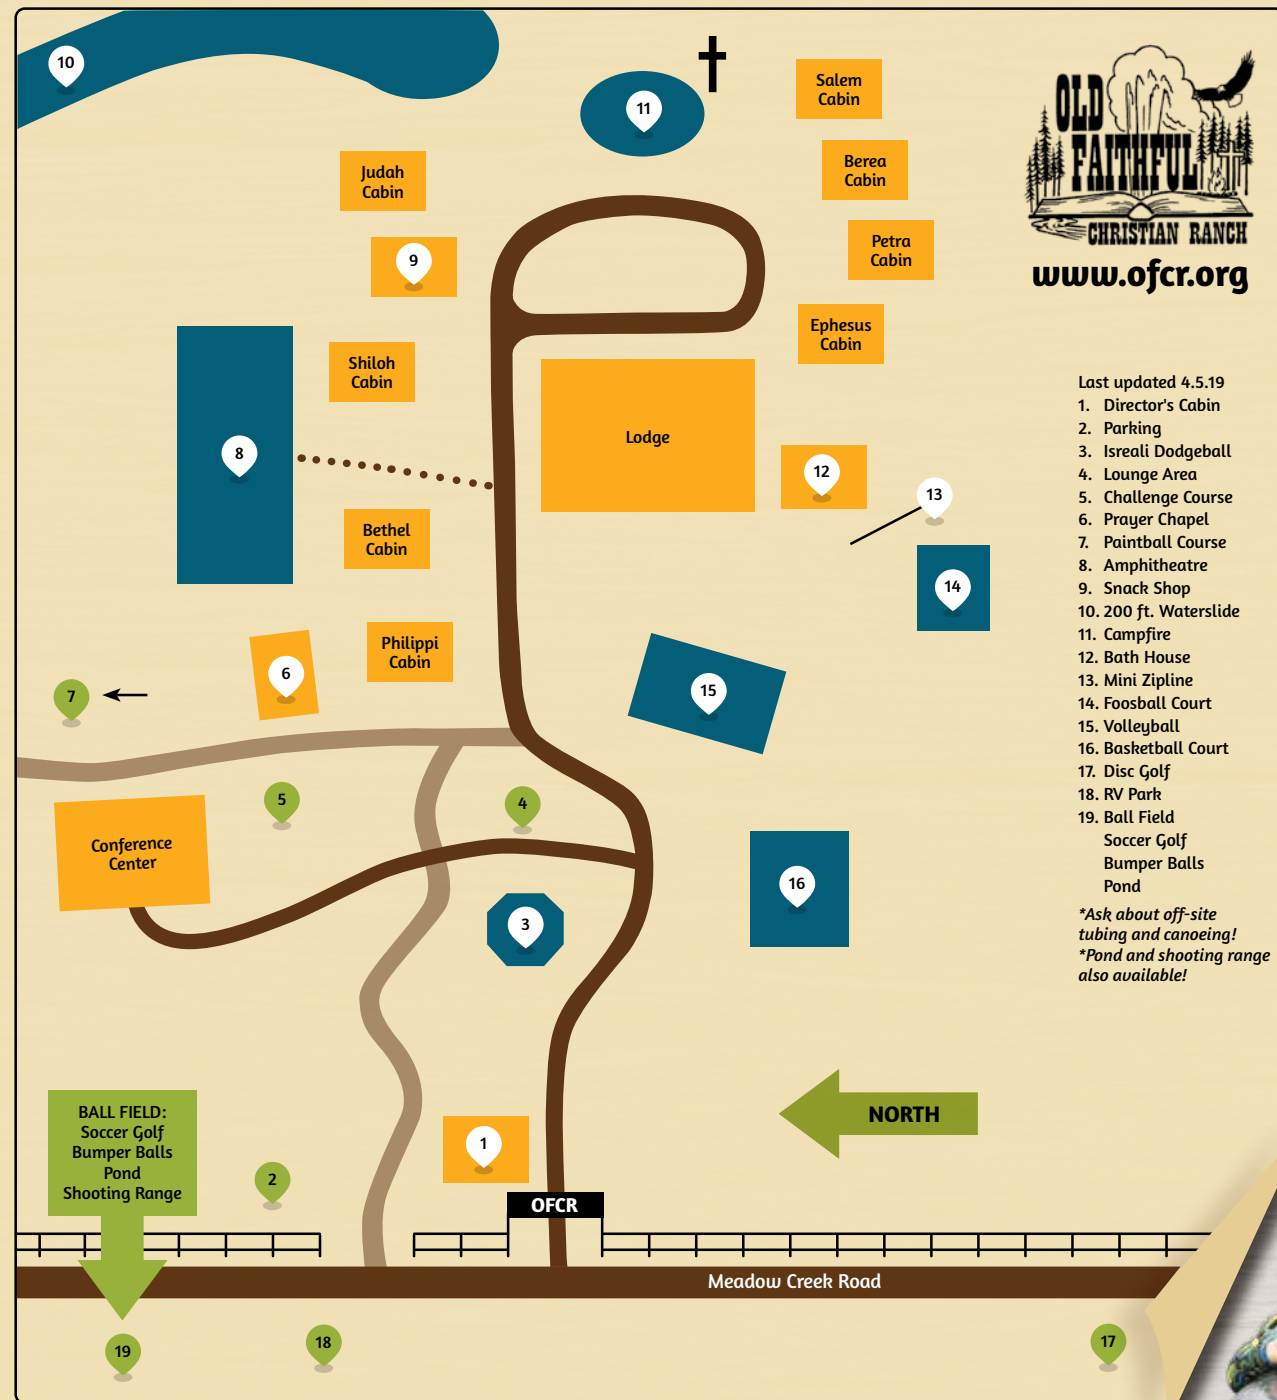 10
11
Salem
Cabin
OLD
FAITHFUL
CHRISTIAN RANCH
www.ofcr.org
Judah
Cabin
Berea
Cabin
9
Petra
Cabin
Ephesus
Cabin
Shiloh
Cabin
8
Lodge
12
13
Bethel
Cabin
14
Philippi
Cabin
6
7
15
5
4
Conference
Center
16
3
Last updated 4.5.19
1. Director's Cabin
2. Parking
3. Isreali Dodgeball
4. Lounge Area
5. Challenge Course
6. Prayer Chapel
7. Paintball Course
8. Amphitheatre
9. Snack Shop
10. 200 ft. Waterslide
11. Campfire
12. Bath House
13. Mini Zipline
14. Foosball Court
15. Volleyball
16. Basketball Court
17. Disc Golf
18. RV Park
19. Ball Field
Soccer Golf
Bumper Balls
Pond
*Ask about off-site
tubing and canoeing!
*Pond and shooting range
also available!
NORTH
BALL FIELD:
Soccer Golf
Bumper Balls
Pond
Shooting Range
1
2
OFCR
Meadow Creek Road
19
18
17